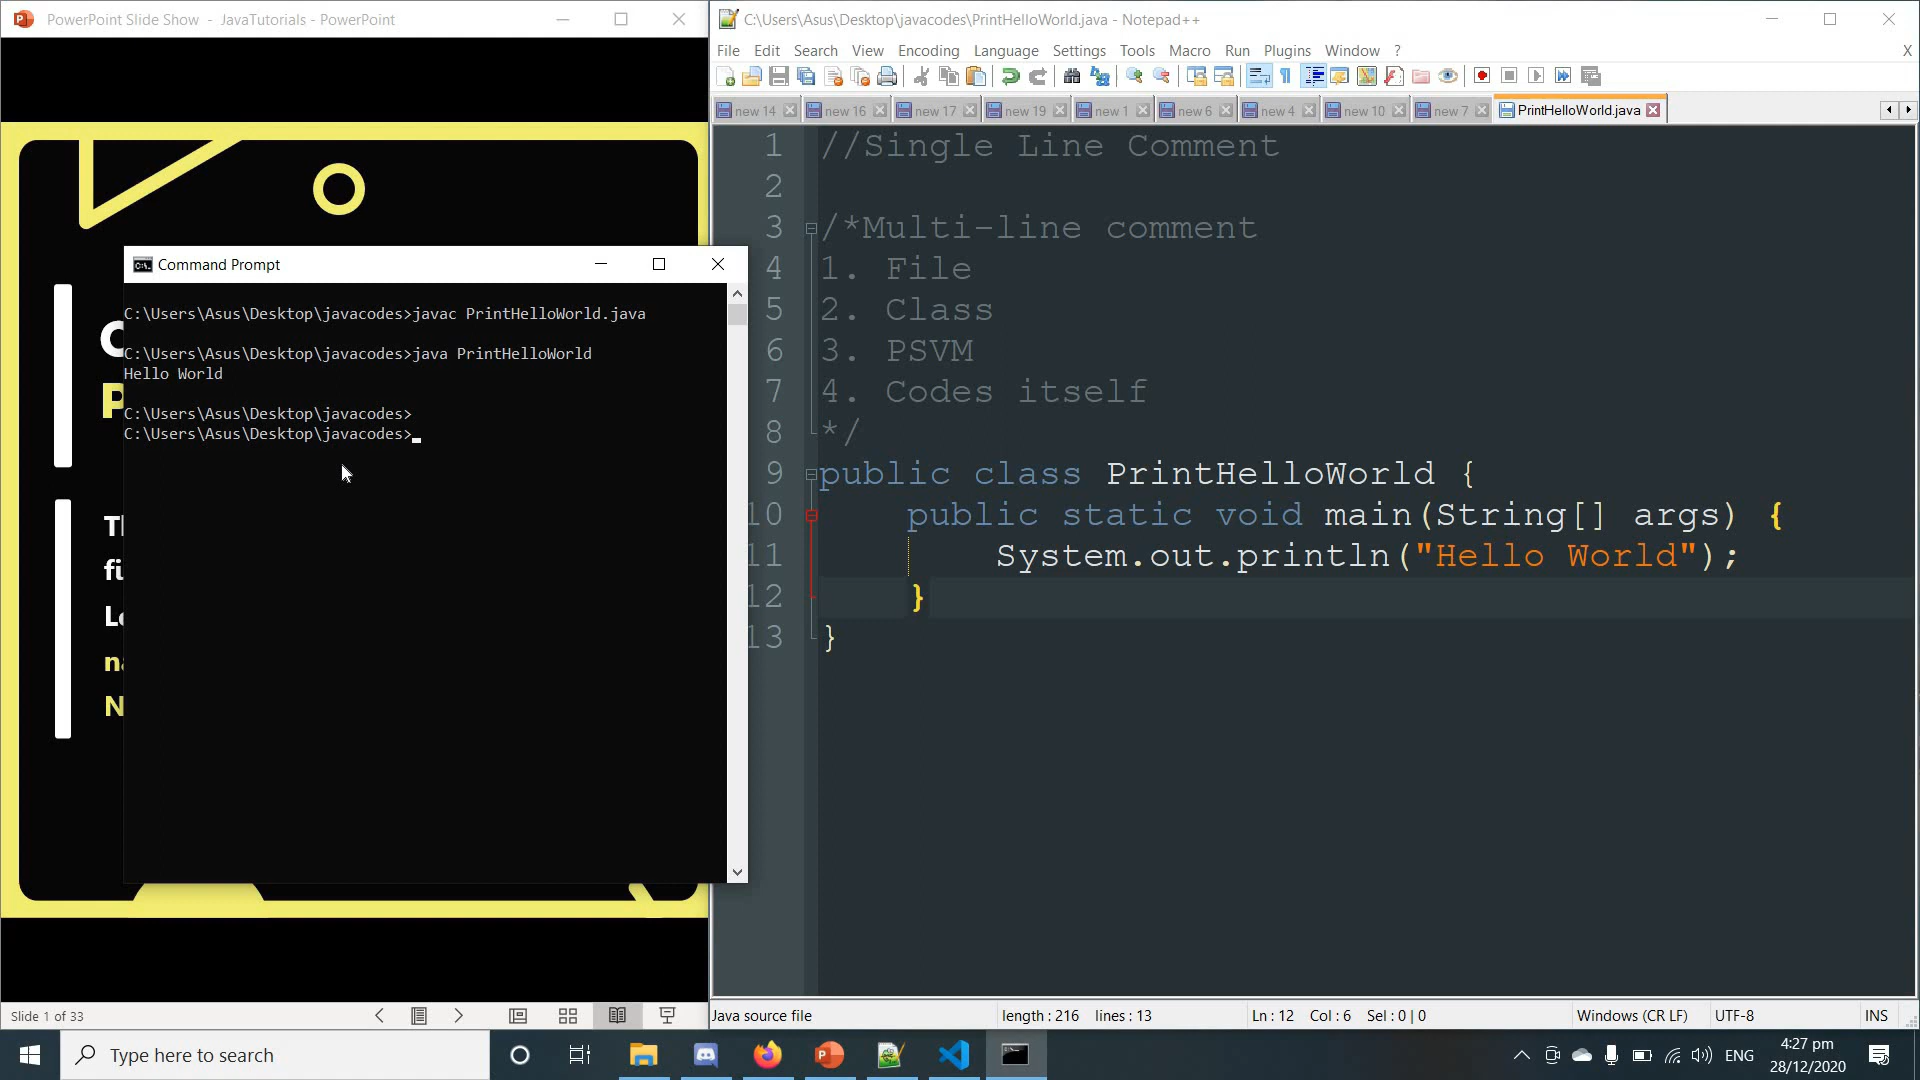 PowerPoint Slide Show - JavaTutorials - PowerPoint
C:\Users\Asus\Desktop\javacodes\PrintHelloWorld.java - Notepad++
File Edit Search View Encoding Language Settings Tools Macro Run Plugins Window ? X
new 14 new 16 new 17 new 19 new 1 new 6 new 4 new 10 new 7 PrintHelloWorld.java
Command Prompt
C:\Users\Asus\Desktop\javacodes>javac PrintHelloWorld.java
C:\Users\Asus\Desktop\javacodes>java PrintHelloWorld
Hello World
C:\Users\Asus\Desktop\javacodes>
C:\Users\Asus\Desktop\javacodes>
1 //Single Line Comment
2
3 /*Multi-line comment
4 1. File
5 2. Class
6 3. PSVM
7 4. Codes itself
8 */
9 public class PrintHelloWorld {
10 public static void main(String[] args) {
11 System.out.println("Hello World");
12 }
13 }
Slide 1 of 33
Java source file length : 216 lines : 13 Ln : 12 Col : 6 Sel : 0 | 0 Windows (CR LF) UTF-8 INS
Type here to search
ENG
4:27 pm
28/12/2020